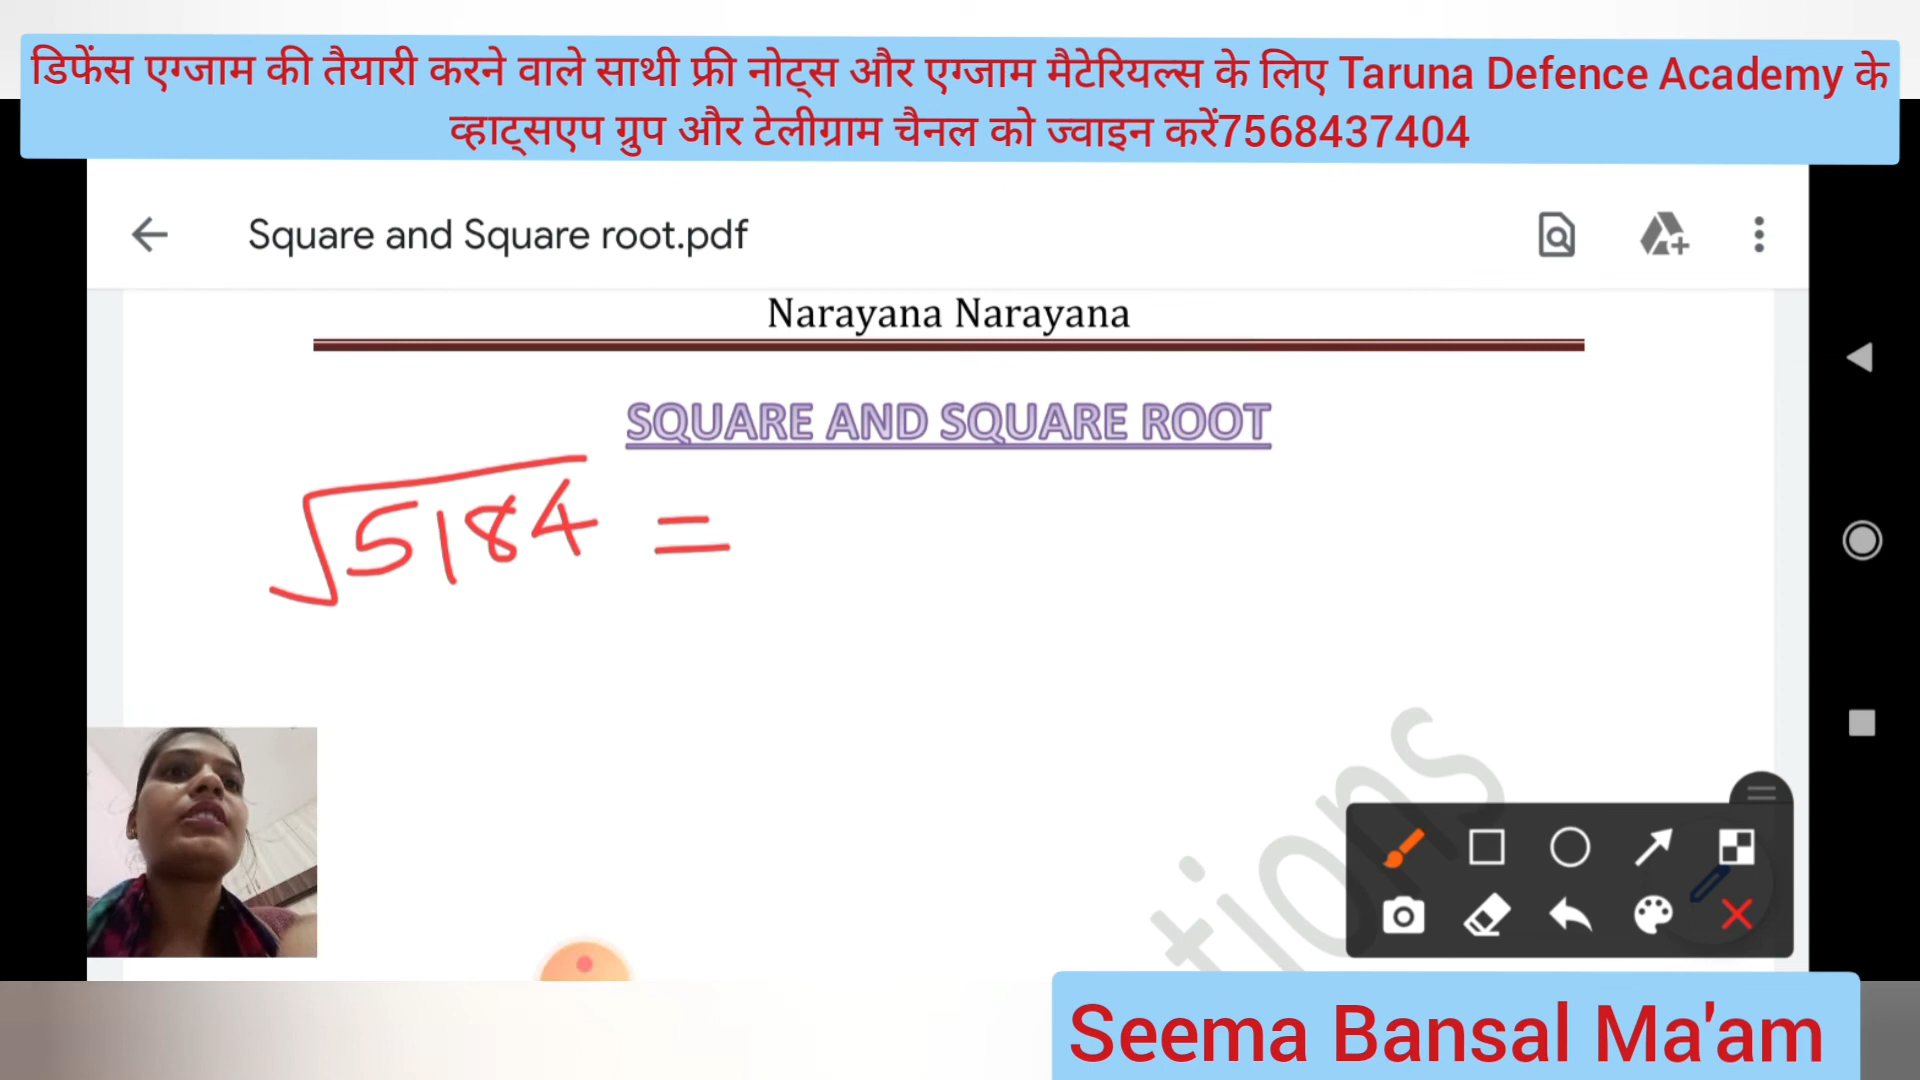 डिफेंस एग्जाम की तैयारी करने वाले साथी फ्री नोट्स और एग्जाम मैटेरियल्स के लिए Taruna Defence Academy के
व्हाट्सएप ग्रुप और टेलीग्राम चैनल को ज्वाइन करें7568437404
Square and Square root.pdf
Narayana Narayana
SQUARE AND SQUARE ROOT
√5184 =
tions
Seema Bansal Ma'am